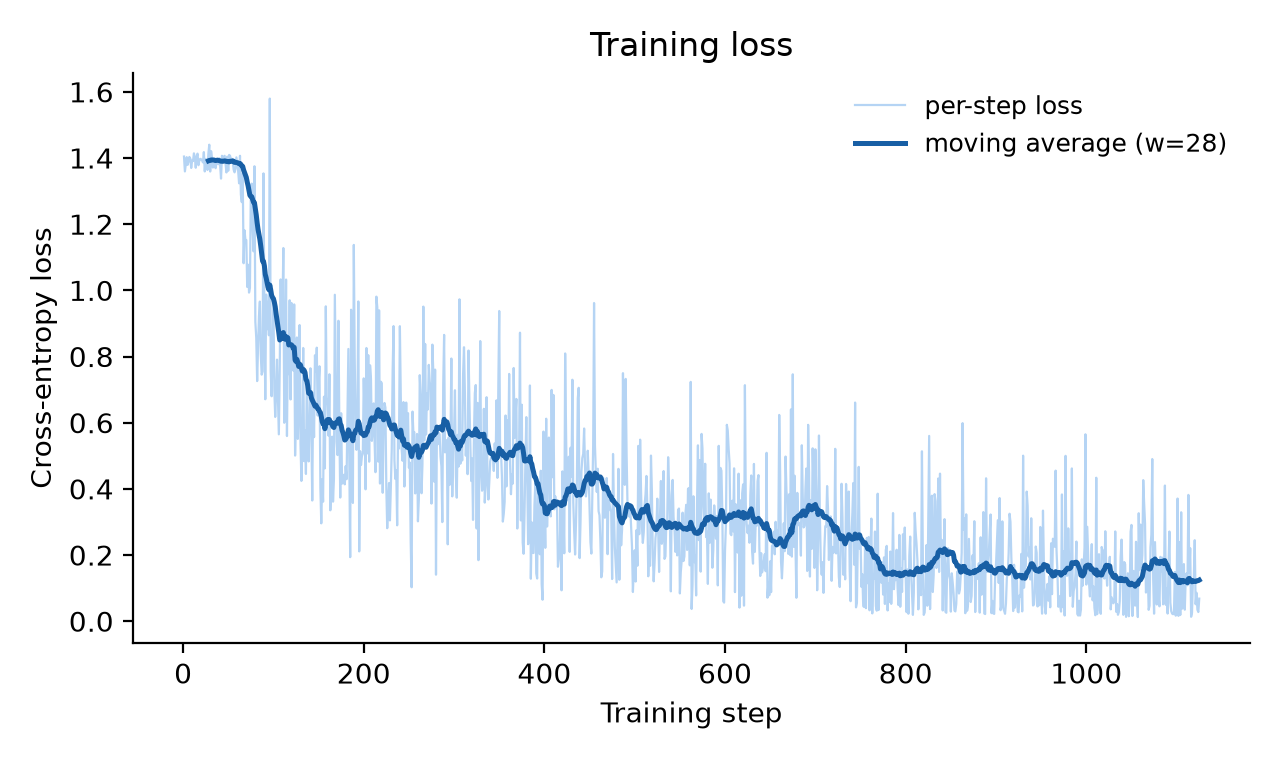 Training loss
per-step loss
moving average (w=28)
Cross-entropy loss
1.6
1.4
1.2
1.0
0.8
0.6
0.4
0.2
0.0
0 200 400 600 800 1000
Training step